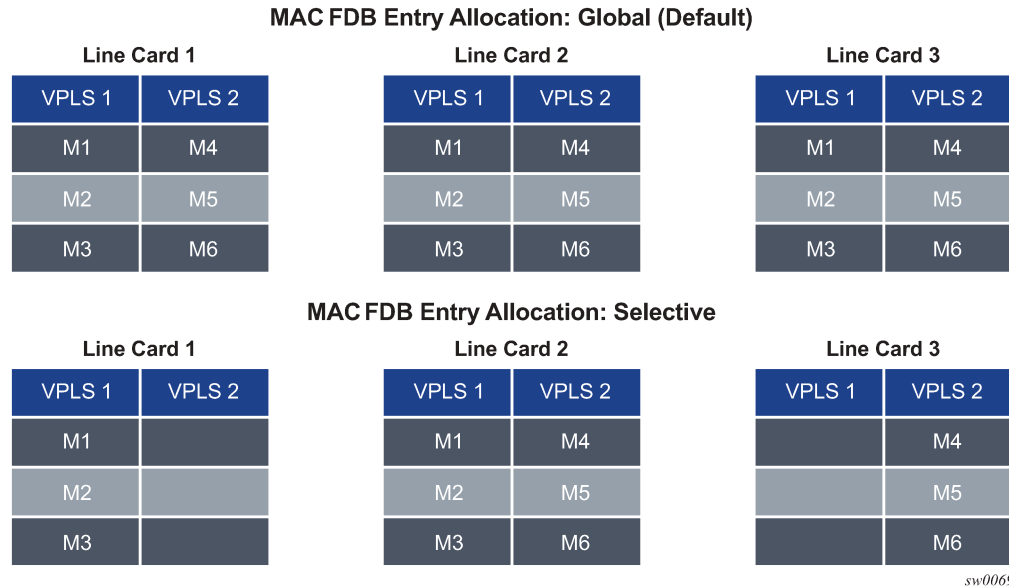 MAC FDB Entry Allocation: Global (Default)
Line Card 1 Line Card 2 Line Card 3
VPLS 1 VPLS 2 VPLS 1 VPLS 2 VPLS 1 VPLS 2
M1 M4 M1 M4 M1 M4
M2 M5 M2 M5 M2 M5
M3 M6 M3 M6 M3 M6
MAC FDB Entry Allocation: Selective
Line Card 1 Line Card 2 Line Card 3
VPLS 1 VPLS 2 VPLS 1 VPLS 2 VPLS 1 VPLS 2
M1 M1 M4 M4
M2 M2 M5 M5
M3 M3 M6 M6